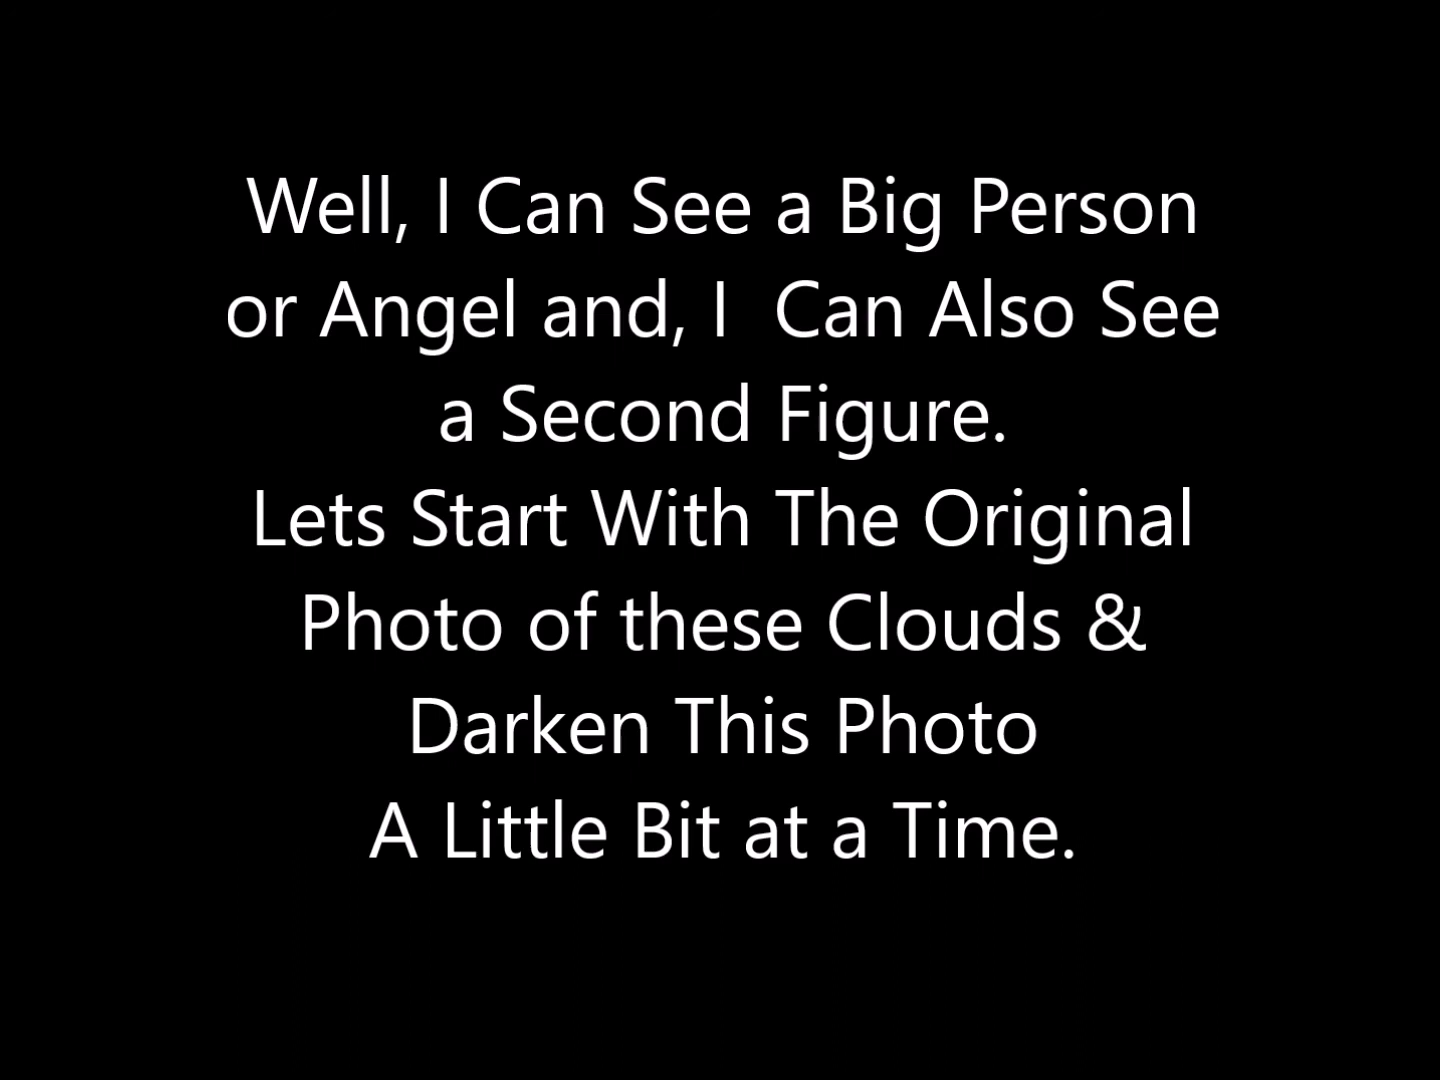 Well, I Can See a Big Person
or Angel and, I  Can Also See
a Second Figure.
Lets Start With The Original
Photo of these Clouds &
Darken This Photo
A Little Bit at a Time.